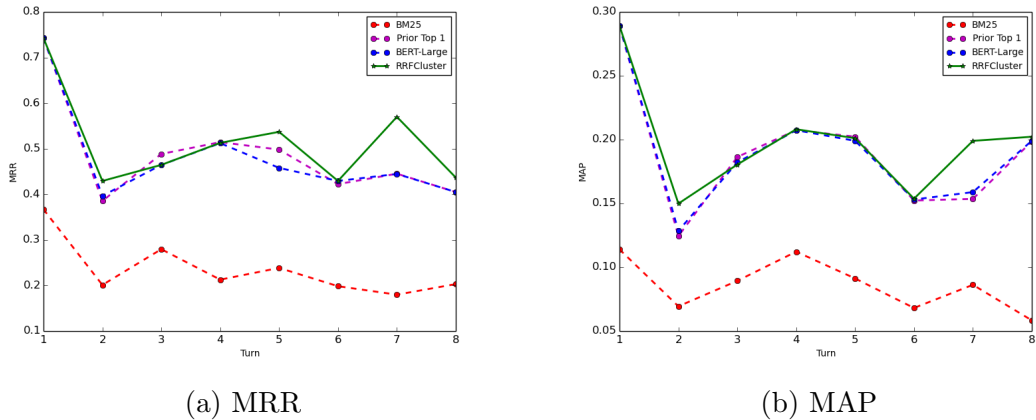 0.8
0.7
0.6
0.5
0.4
0.3
0.2
0.1
MRR
1 2 3 4 5 6 7 8
Turn
BM25
Prior Top 1
BERT-Large
RRFCluster
(a) MRR
0.30
0.25
0.20
0.15
0.10
0.05
MAP
1 2 3 4 5 6 7 8
Turn
BM25
Prior Top 1
BERT-Large
RRFCluster
(b) MAP